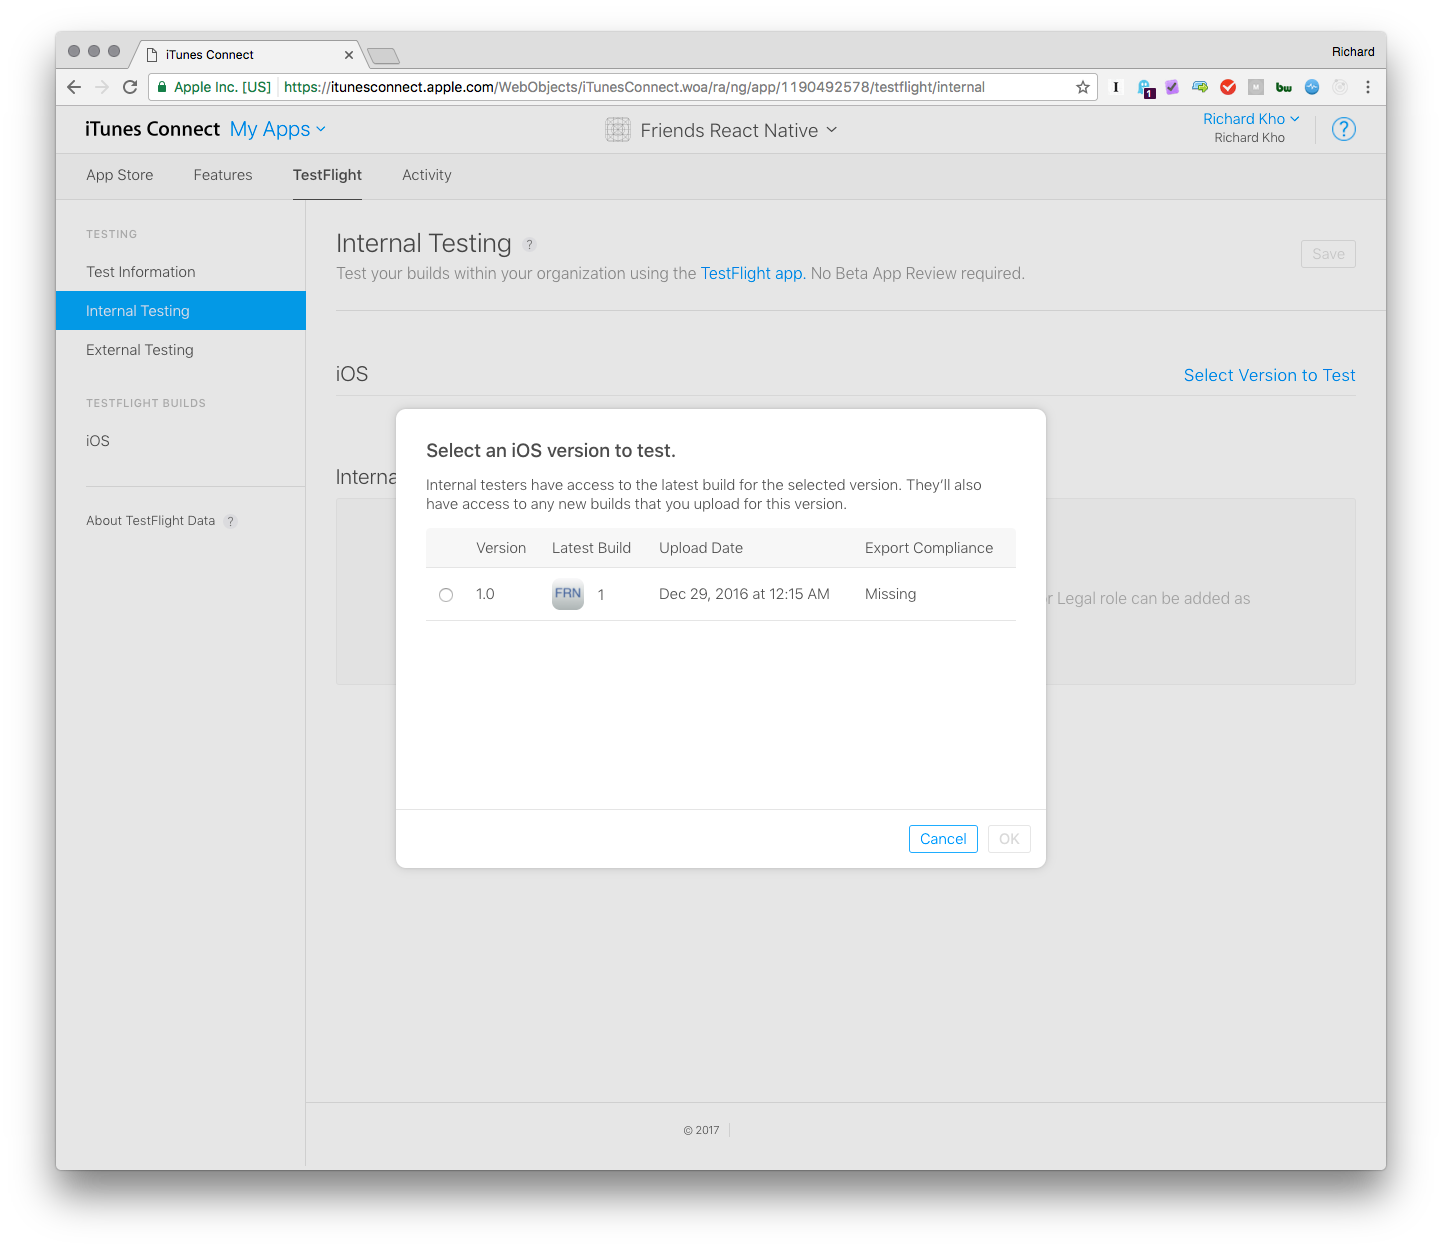 iTunes Connect
Richard
Apple Inc. [US] https://itunesconnect.apple.com/WebObjects/iTunesConnect.woa/ra/ng/app/1190492578/testflight/internal
1
bw
M
iTunes Connect My Apps
Friends React Native
Richard Kho
Richard Kho
?
App Store Features TestFlight Activity
TESTING
Test Information
Internal Testing
External Testing
TESTFLIGHT BUILDS
iOS
About TestFlight Data ?
Internal Testing ?
Test your builds within your organization using the TestFlight app. No Beta App Review required.
Save
iOS
Select Version to Test
Interna
r Legal role can be added as
Select an iOS version to test.
Internal testers have access to the latest build for the selected version. They’ll also
have access to any new builds that you upload for this version.
Version Latest Build Upload Date Export Compliance
1.0 FRN 1 Dec 29, 2016 at 12:15 AM Missing
Cancel OK
© 2017